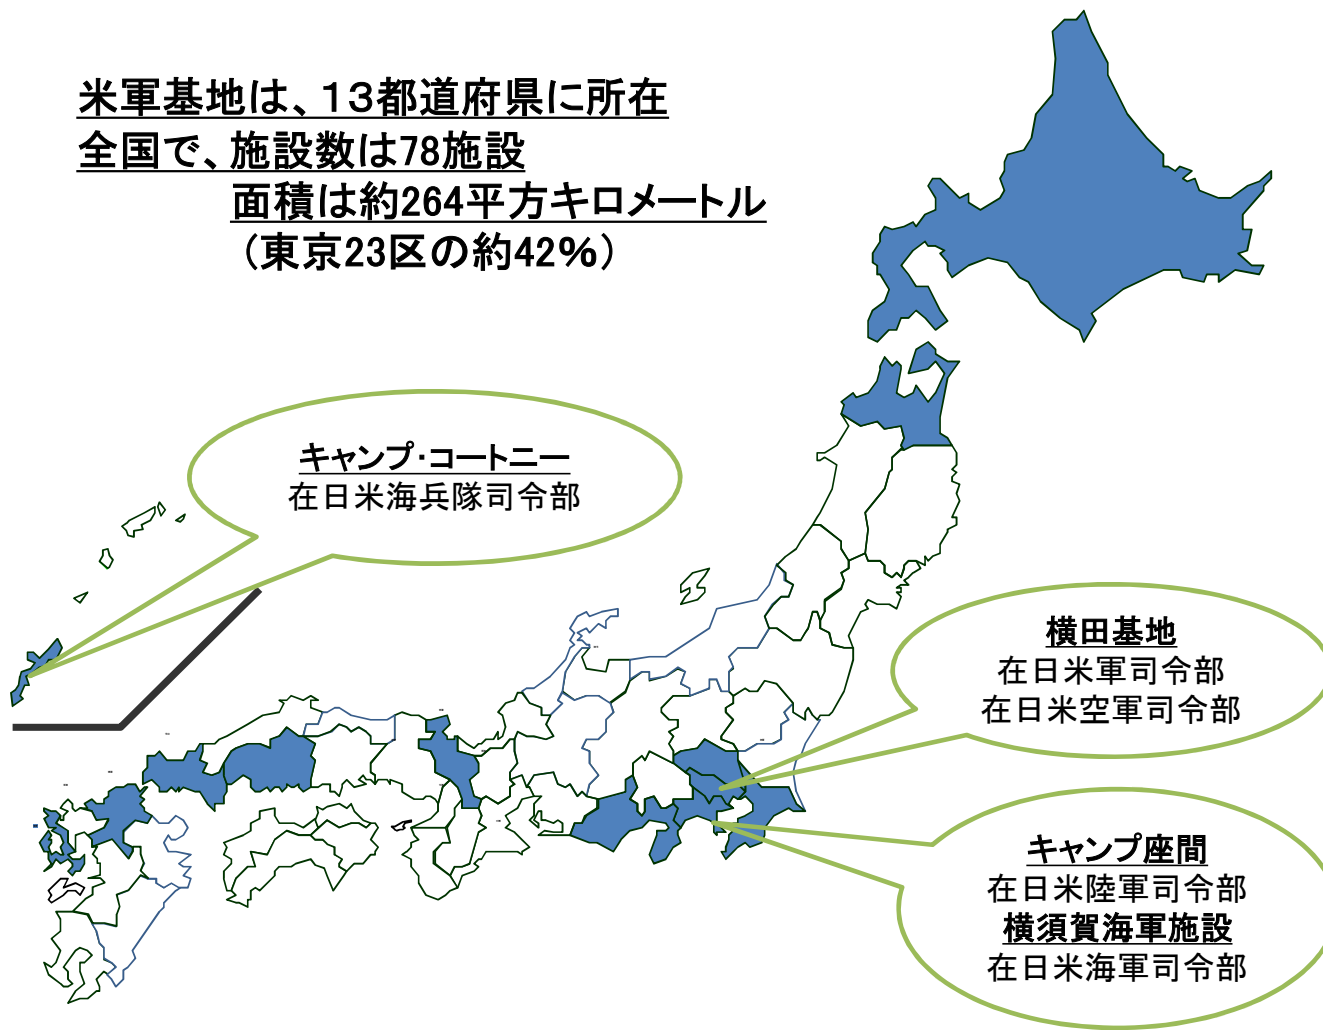 米軍基地は、13都道府県に所在
全国で、施設数は78施設
面積は約264平方キロメートル
（東京23区の約42％）
キャンプ・コートニー
在日米海兵隊司令部
横田基地
在日米軍司令部
在日米空軍司令部
キャンプ座間
在日米陸軍司令部
横須賀海軍施設
在日米海軍司令部